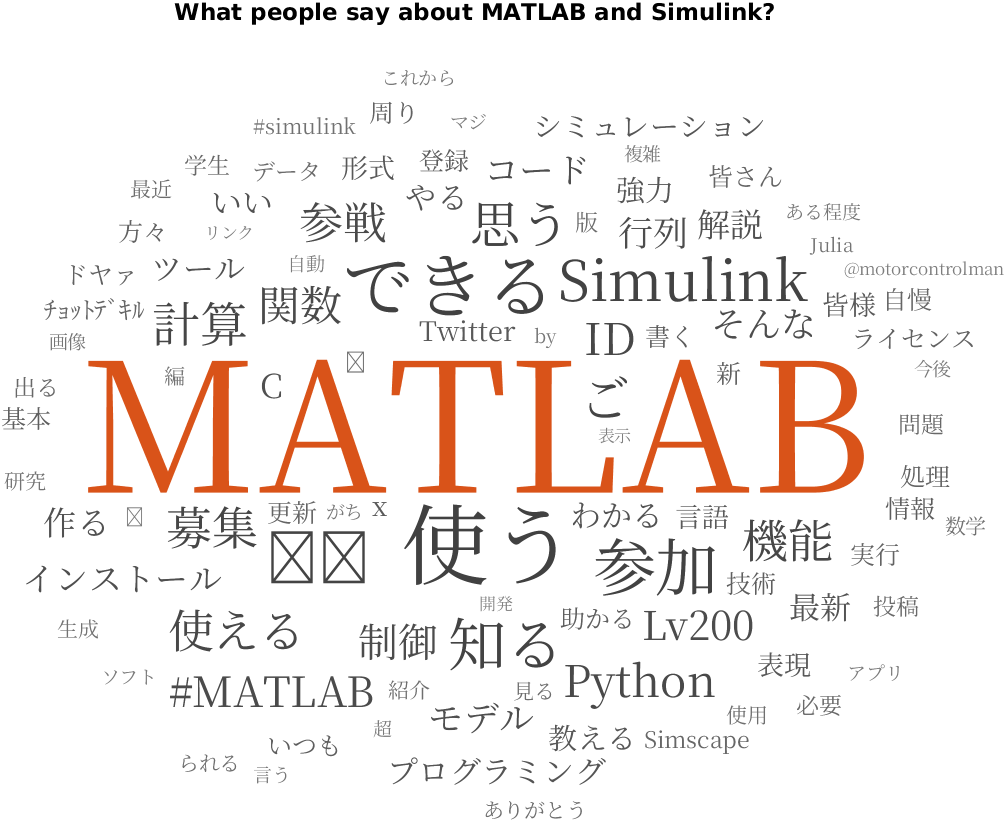 What people say about MATLAB and Simulink?
これから
周り
マジ
#simulink
シミュレーション
複雑
学生
データ
形式
登録
コード
皆さん
最近
いい
やる
強力
参戦
思う
版
ある程度
方々
リンク
行列
解説
Julia
ドヤァ
ツール
自動
できる
Simulink
@motorcontrolman
ﾁｮｯﾄﾃﾞｷﾙ
計算
関数
皆様
自慢
画像
Twitter
by
ID
書く
そんな
ライセンス
出る
編
C
ご
新
今後
MATLAB
基本
表示
問題
研究
処理
作る
募集
更新
がち
x
使う
わかる
言語
機能
情報
数学
インストール
参加
技術
実行
生成
使える
開発
助かる
Lv200
最新
投稿
制御
知る
ソフト
#MATLAB
紹介
見る
Python
表現
アプリ
超
モデル
使用
必要
いつも
教える
Simscape
られる
言う
プログラミング
ありがとう